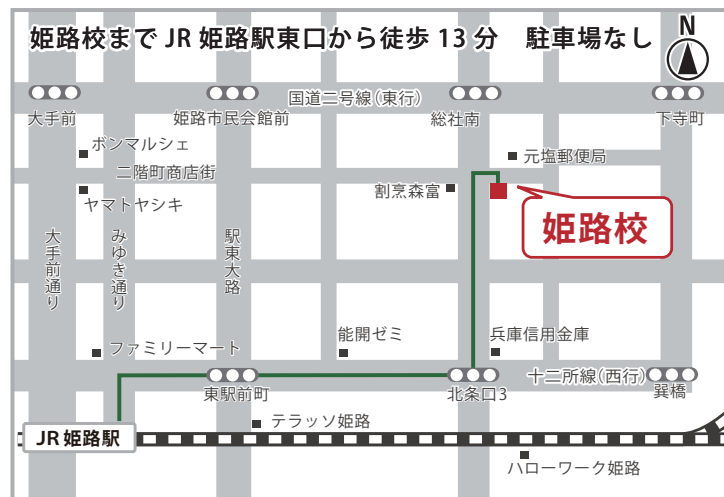 姫路校まで JR 姫路駅東口から徒歩 13 分　駐車場なし
N
国道二号線（東行）
大手前
姫路市民会館前
総社南
下寺町
ボンマルシェ
元塩郵便局
二階町商店街
割烹森富
ヤマトヤシキ
姫路校
大手前通り
みゆき通り
駅東大路
ファミリーマート
能開ゼミ
兵庫信用金庫
十二所線（西行）
東駅前町
北条口3
巽橋
テラッソ姫路
JR 姫路駅
ハローワーク姫路